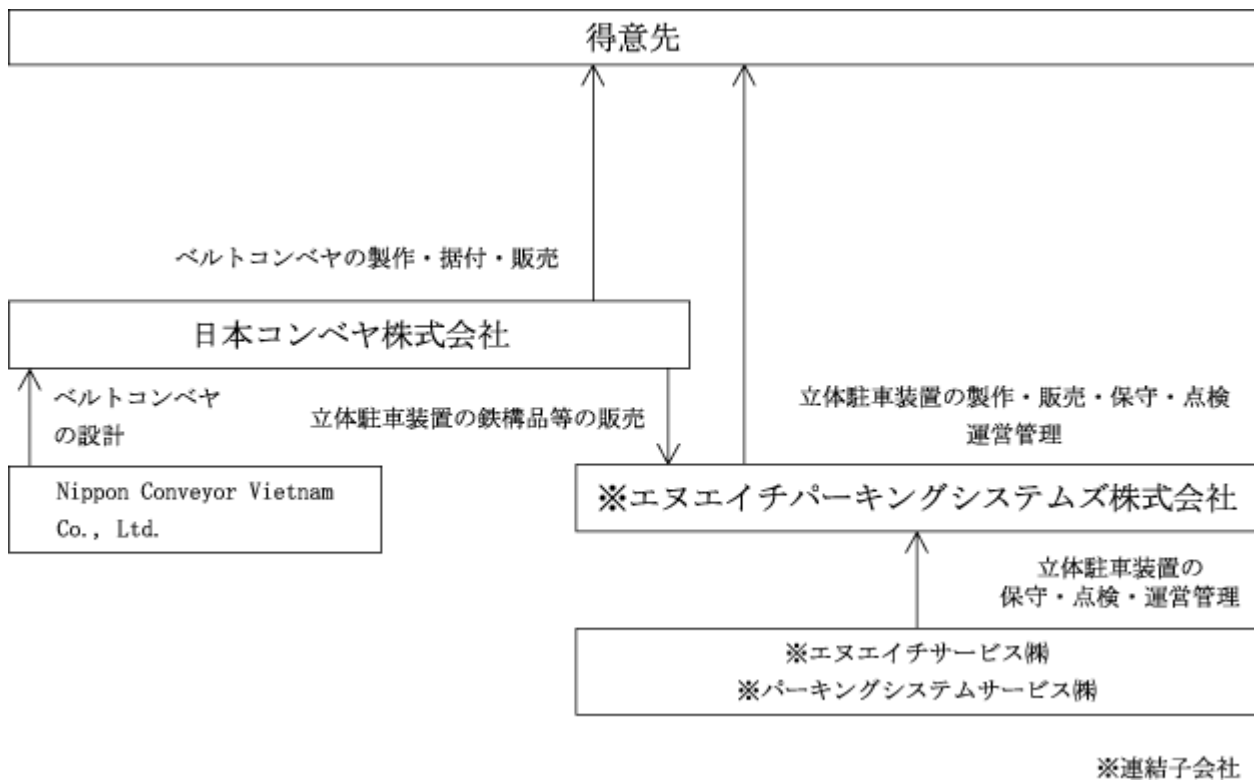 得意先
ベルトコンベヤの製作・据付・販売
日本コンベヤ株式会社
ベルトコンベヤ
の設計
立体駐車装置の鉄構品等の販売
立体駐車装置の製作・販売・保守・点検
運営管理
Nippon Conveyor Vietnam
Co., Ltd.
※エヌエイチパーキングシステムズ株式会社
立体駐車装置の
保守・点検・運営管理
※エヌエイチサービス㈱
※パーキングシステムサービス㈱
※連結子会社